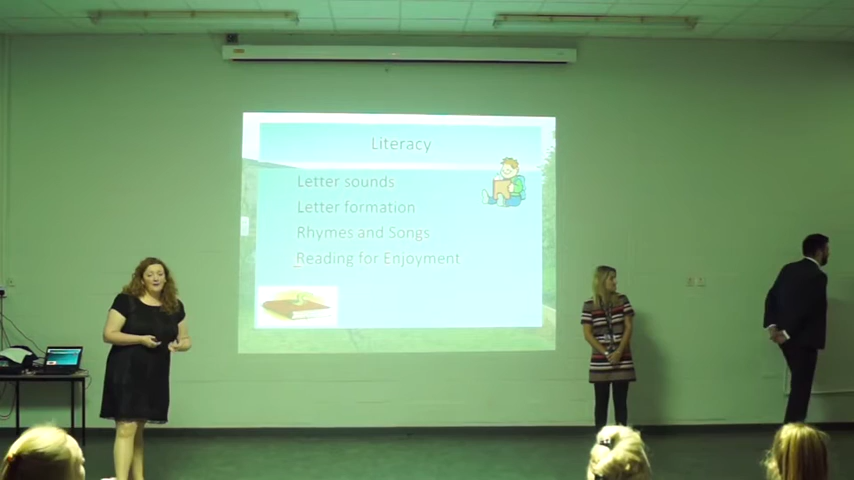 Literacy
Letter sounds
Letter formation
Rhymes and Songs
Reading for Enjoyment